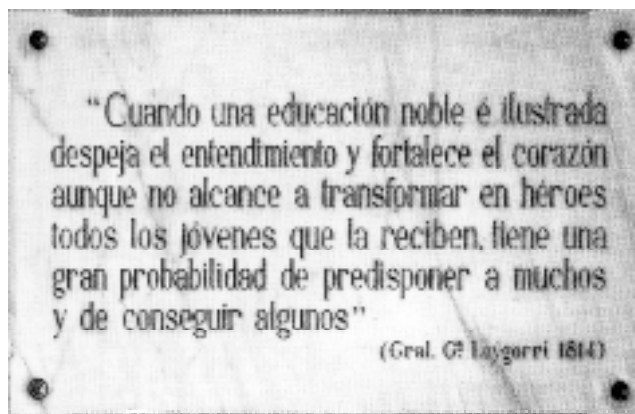 “Cuando una educación noble é ilustrada
despeja el entendimiento y fortalece el corazón
aunque no alcance a transformar en héroes
todos los jóvenes que la reciben, tiene una
gran probabilidad de predisponer a muchos
y de conseguir algunos”
(Gral. Gª Loygorri 1814)